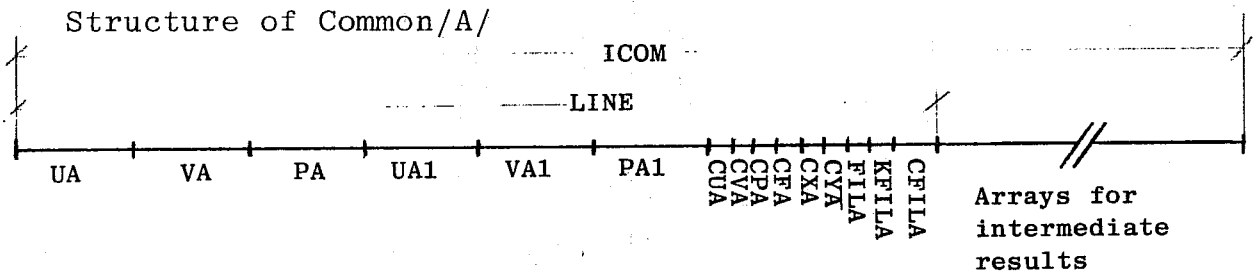 Structure of Common/A/
ICOM
LINE
UA VA PA UA1 VA1 PA1 CUA CVA CPA CFA CXA CYA FILA KFILA CFILA
Arrays for
intermediate
results